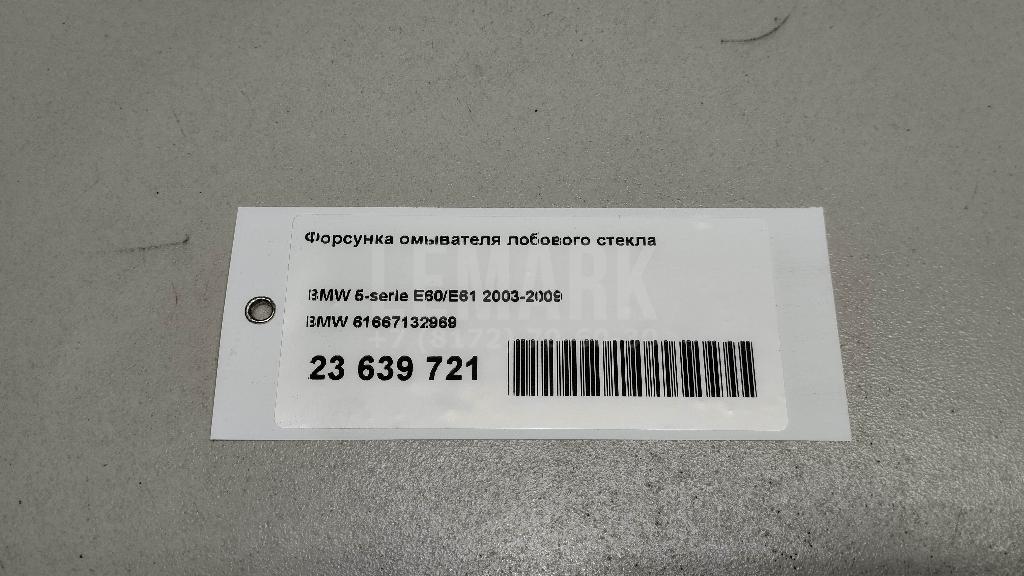 Форсунка омывателя лобового стекла
LEMARK
BMW 5-serie E60/E61 2003-2009
BMW 61667132969
23 639 721